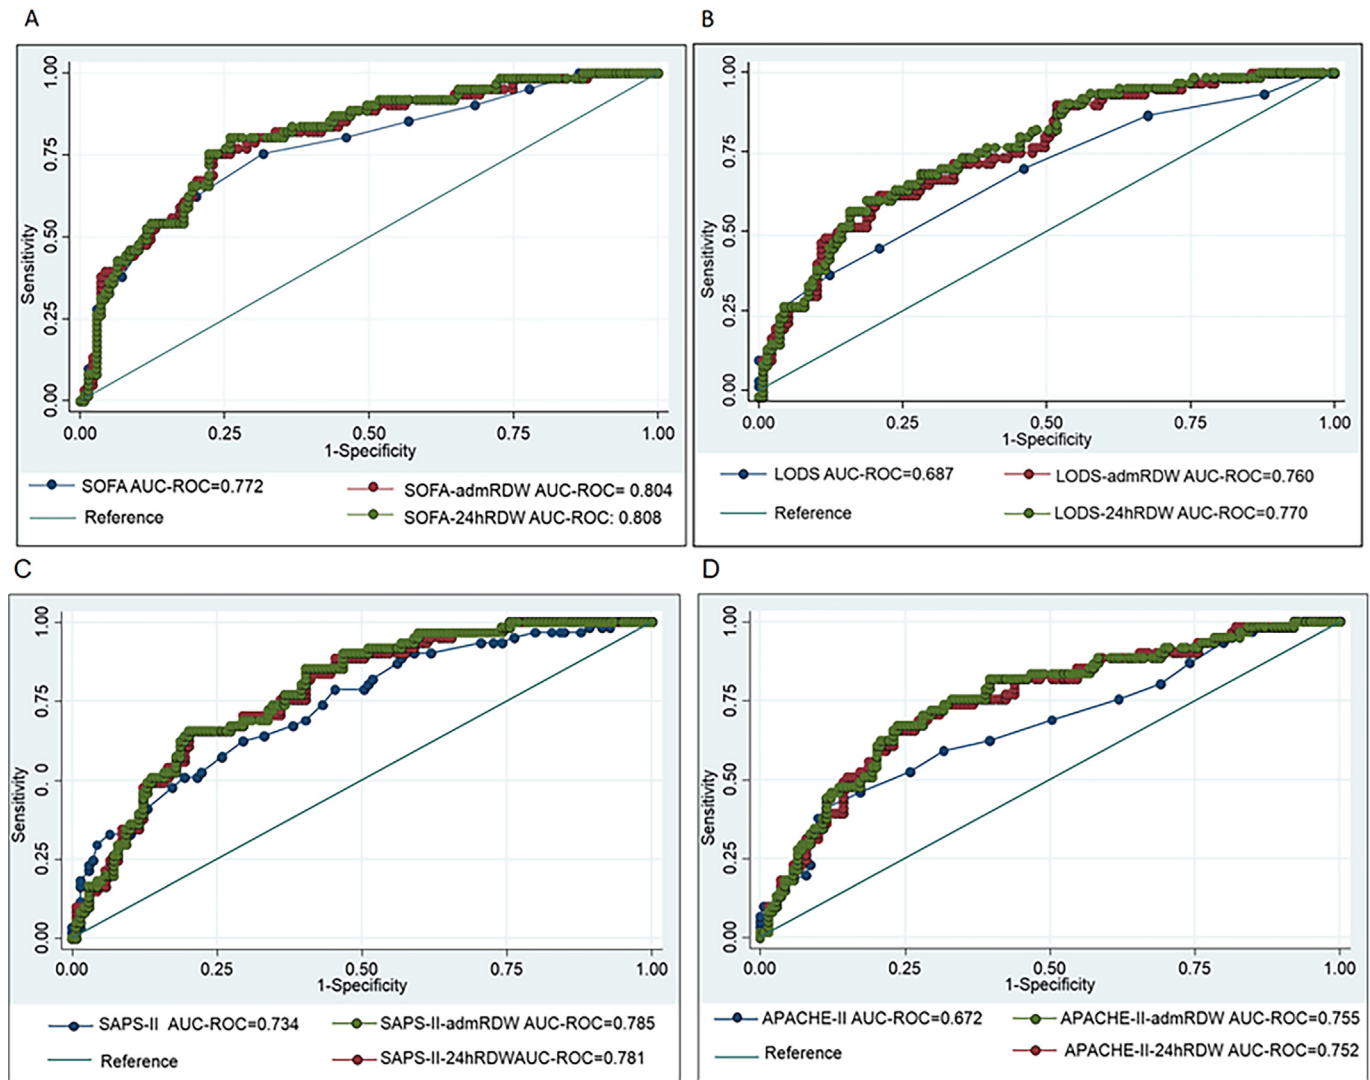 A
1.00
0.75
0.50
0.25
0.00
Sensitivity
0.00 0.25 0.50 0.75 1.00
1-Specificity
SOFA AUC-ROC=0.772
SOFA-admRDW AUC-ROC= 0.804
Reference
SOFA-24hRDW AUC-ROC: 0.808
B
1.00
0.75
0.50
0.25
0.00
Sensitivity
0.00 0.25 0.50 0.75 1.00
1-Specificity
LODS AUC-ROC=0.687
LODS-admRDW AUC-ROC=0.760
Reference
LODS-24hRDW AUC-ROC=0.770
C
1.00
0.75
0. 0
0.25
0.00
Sensitivity
0.00 0.25 0.50 0.75 1.00
1-Specificity
SAPS-II AUC-ROC=0.734
SAPS-II-admRDW AUC-ROC=0.785
Reference
SAPS-II-24hRDWAUC-ROC=0.781
D
1.00
0.75
0.50
0.25
0.00
Sensitivity
0.00 0.25 0.50 0.75 1.00
1-Specificity
APACHE-II AUC-ROC=0.672
APACHE-II-admRDW AUC-ROC=0.755
Reference
APACHE-II-24hRDW AUC-ROC=0.752